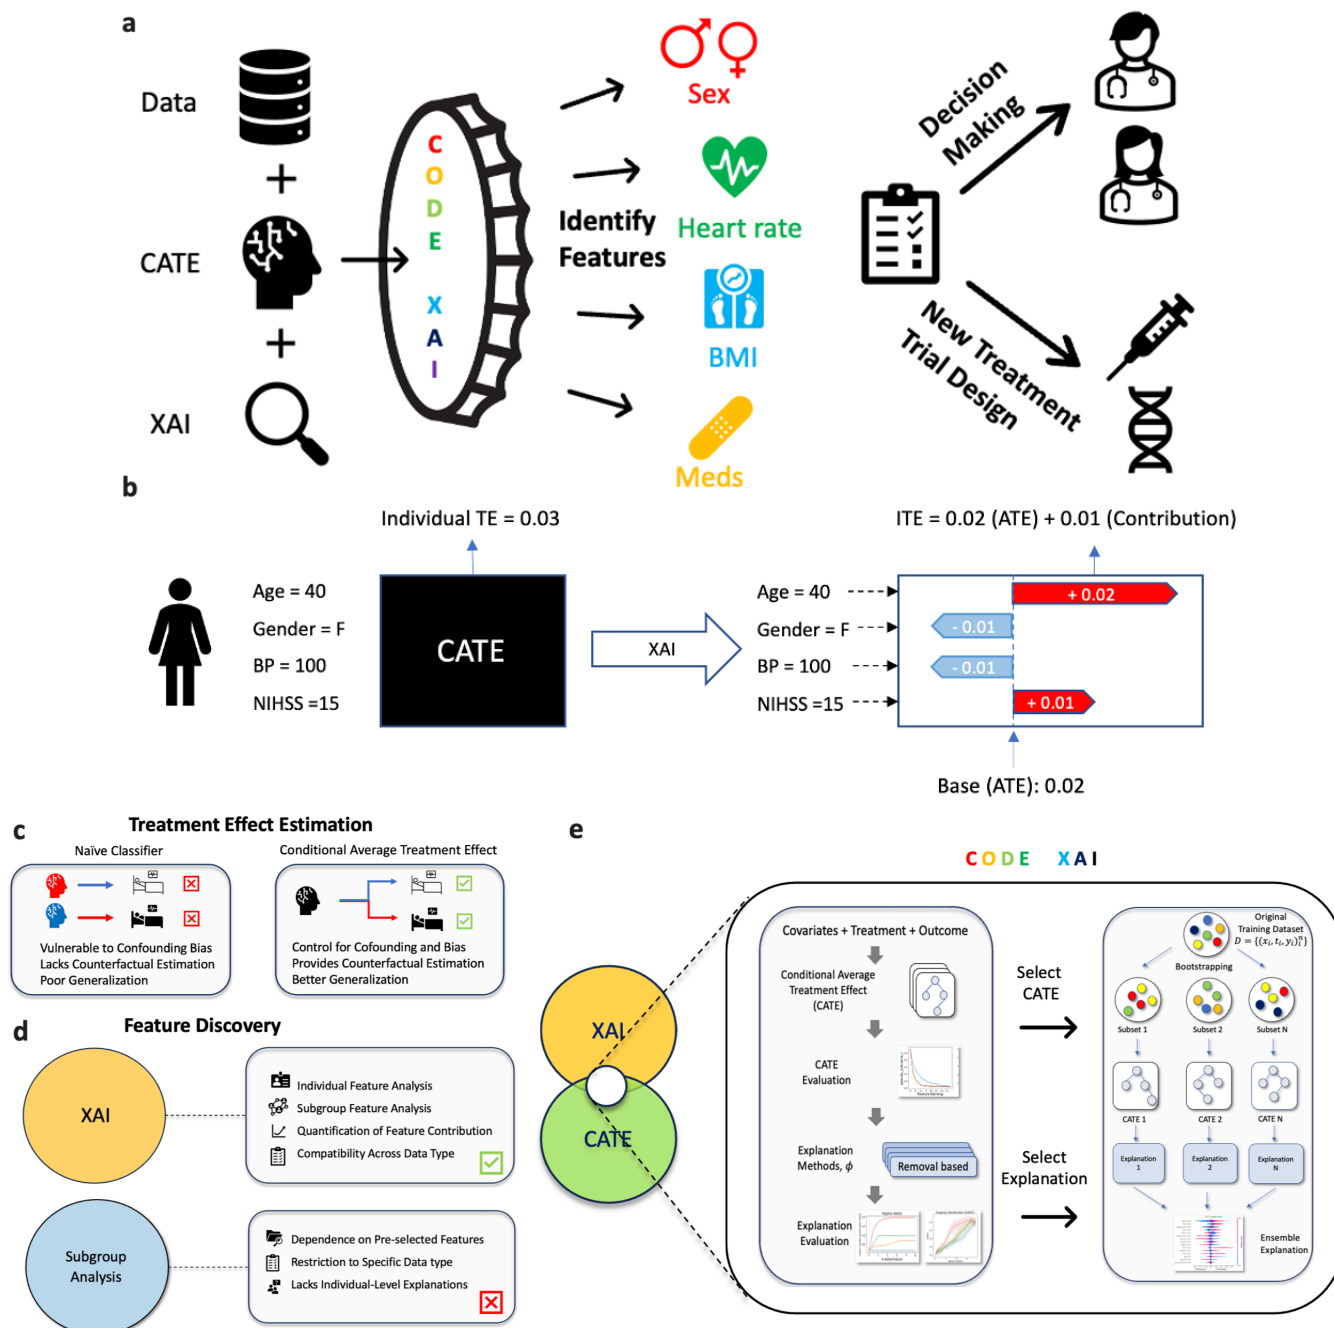 a
Data
CATE
XAI
C
O
D
E
X
A
I
Identify
Features
Sex
Heart rate
BMI
Meds
Decision
Making
New Treatment
Trial Design
b
Individual TE = 0.03
Age = 40
Gender = F
BP = 100
NIHSS =15
CATE
XAI
ITE = 0.02 (ATE) + 0.01 (Contribution)
Age = 40
Gender = F
BP = 100
NIHSS =15
+ 0.02
- 0.01
- 0.01
+ 0.01
Base (ATE): 0.02
c
Treatment Effect Estimation
Naïve Classifier
Vulnerable to Confounding Bias
Lacks Counterfactual Estimation
Poor Generalization
Conditional Average Treatment Effect
Control for Cofounding and Bias
Provides Counterfactual Estimation
Better Generalization
d
Feature Discovery
XAI
Individual Feature Analysis
Subgroup Feature Analysis
Quantification of Feature Contribution
Compatibility Across Data Type
Subgroup
Analysis
Dependence on Pre-selected Features
Restriction to Specific Data type
Lacks Individual-Level Explanations
e
XAI
CATE
CODE XAI
Covariates + Treatment + Outcome
Conditional Average
Treatment Effect
(CATE)
CATE
Evaluation
Feature Ranking
Explanation
Methods, ϕ
Removal based
Explanation
Evaluation
Select
CATE
Select
Explanation
Original
Training Dataset
D = {(xᵢ, tᵢ, yᵢ)ᵢⁿ}
Bootstrapping
Subset 1
Subset 2
Subset N
CATE 1
CATE 2
CATE N
Explanation
1
Explanation
2
Explanation
N
Ensemble
Explanation